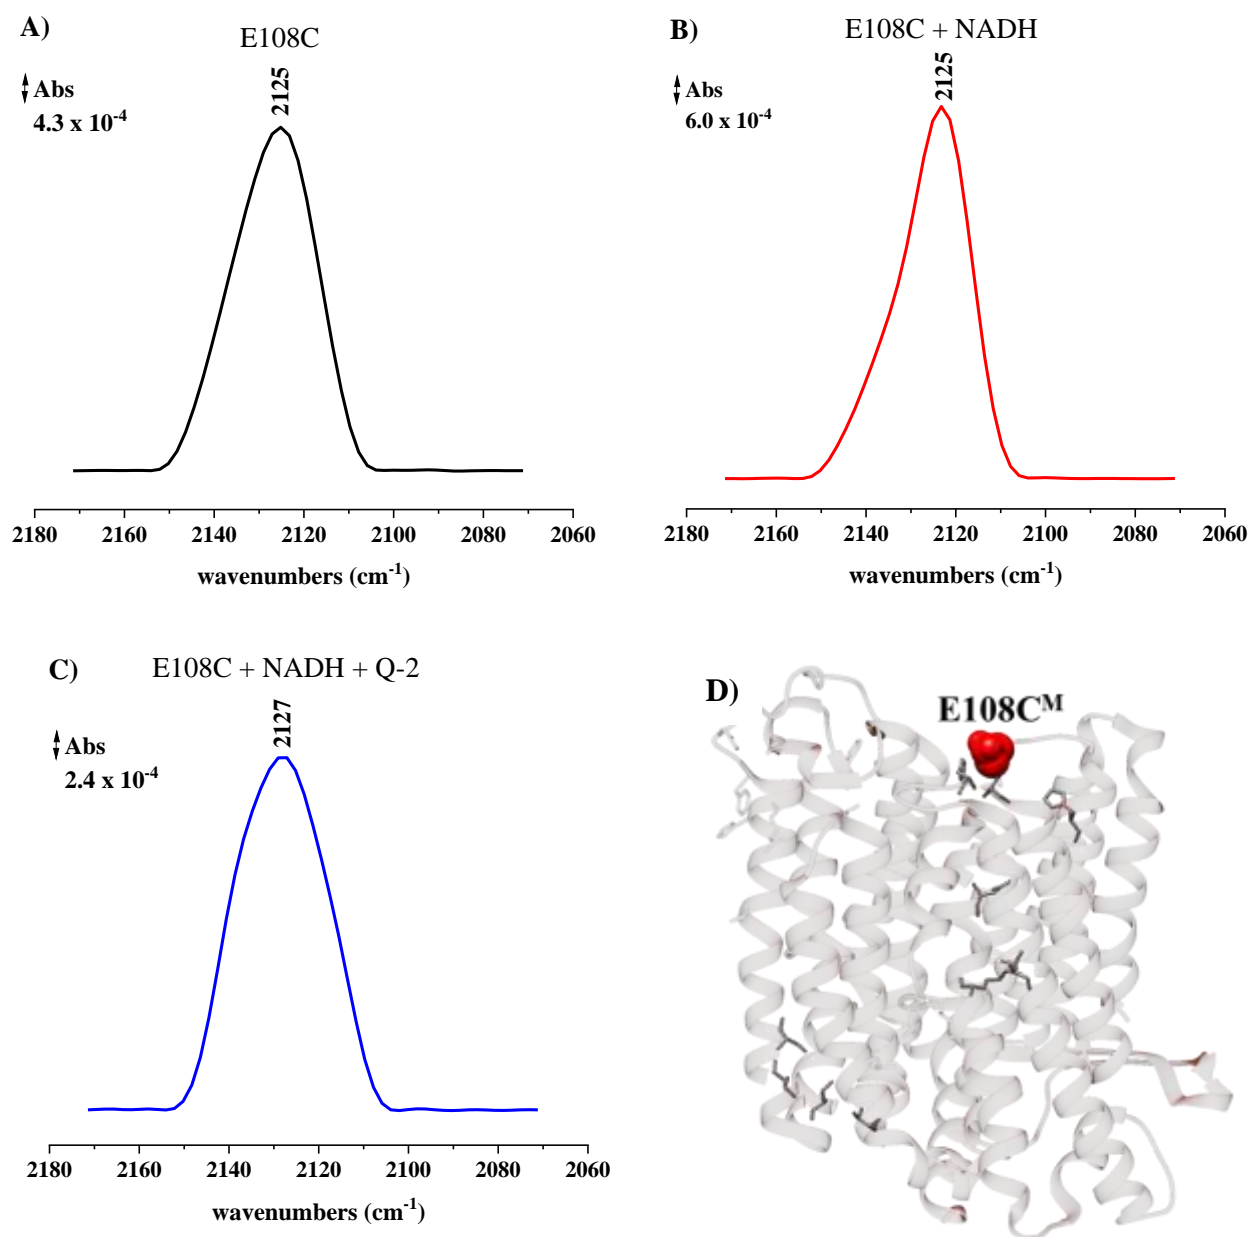 A)
E108C
Abs
4.3 x 10⁻⁴
2125
2180 2160 2140 2120 2100 2080 2060
wavenumbers (cm⁻¹)
B)
E108C + NADH
Abs
6.0 x 10⁻⁴
2125
2180 2160 2140 2120 2100 2080 2060
wavenumbers (cm⁻¹)
C)
E108C + NADH + Q-2
Abs
2.4 x 10⁻⁴
2127
2180 2160 2140 2120 2100 2080 2060
wavenumbers (cm⁻¹)
D)
E108Cᴹ